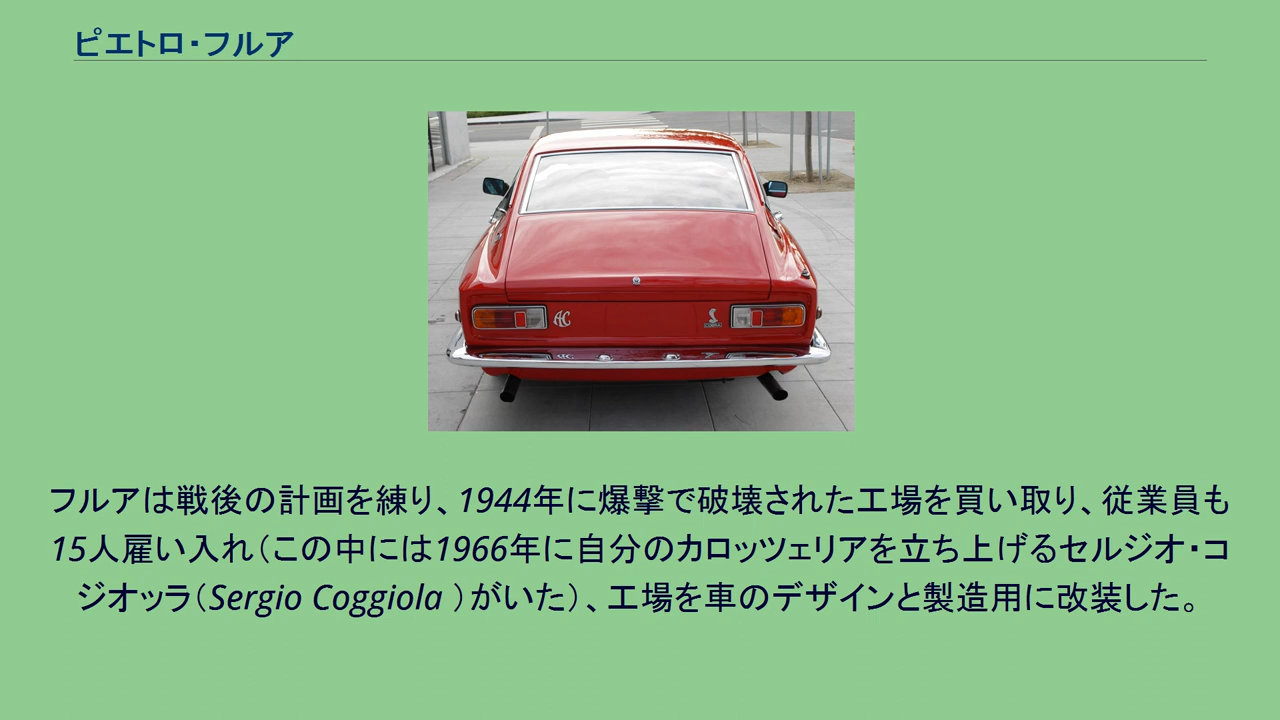 ピエトロ・フルア
AC
フルアは戦後の計画を練り、1944年に爆撃で破壊された工場を買い取り、従業員も
15人雇い入れ（この中には1966年に自分のカロッツェリアを立ち上げるセルジオ・コ
ジオッラ（Sergio Coggiola ）がいた）、工場を車のデザインと製造用に改装した。